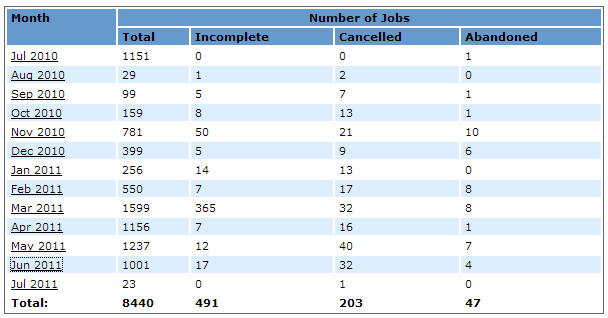 Month Number of Jobs
Total Incomplete Cancelled Abandoned
Jul 2010 1151 0 0 1
Aug 2010 29 1 2 0
Sep 2010 99 5 7 1
Oct 2010 159 8 13 1
Nov 2010 781 50 21 10
Dec 2010 399 5 9 6
Jan 2011 256 14 13 0
Feb 2011 550 7 17 8
Mar 2011 1599 365 32 8
Apr 2011 1156 7 16 1
May 2011 1237 12 40 7
Jun 2011 1001 17 32 4
Jul 2011 23 0 1 0
Total: 8440 491 203 47